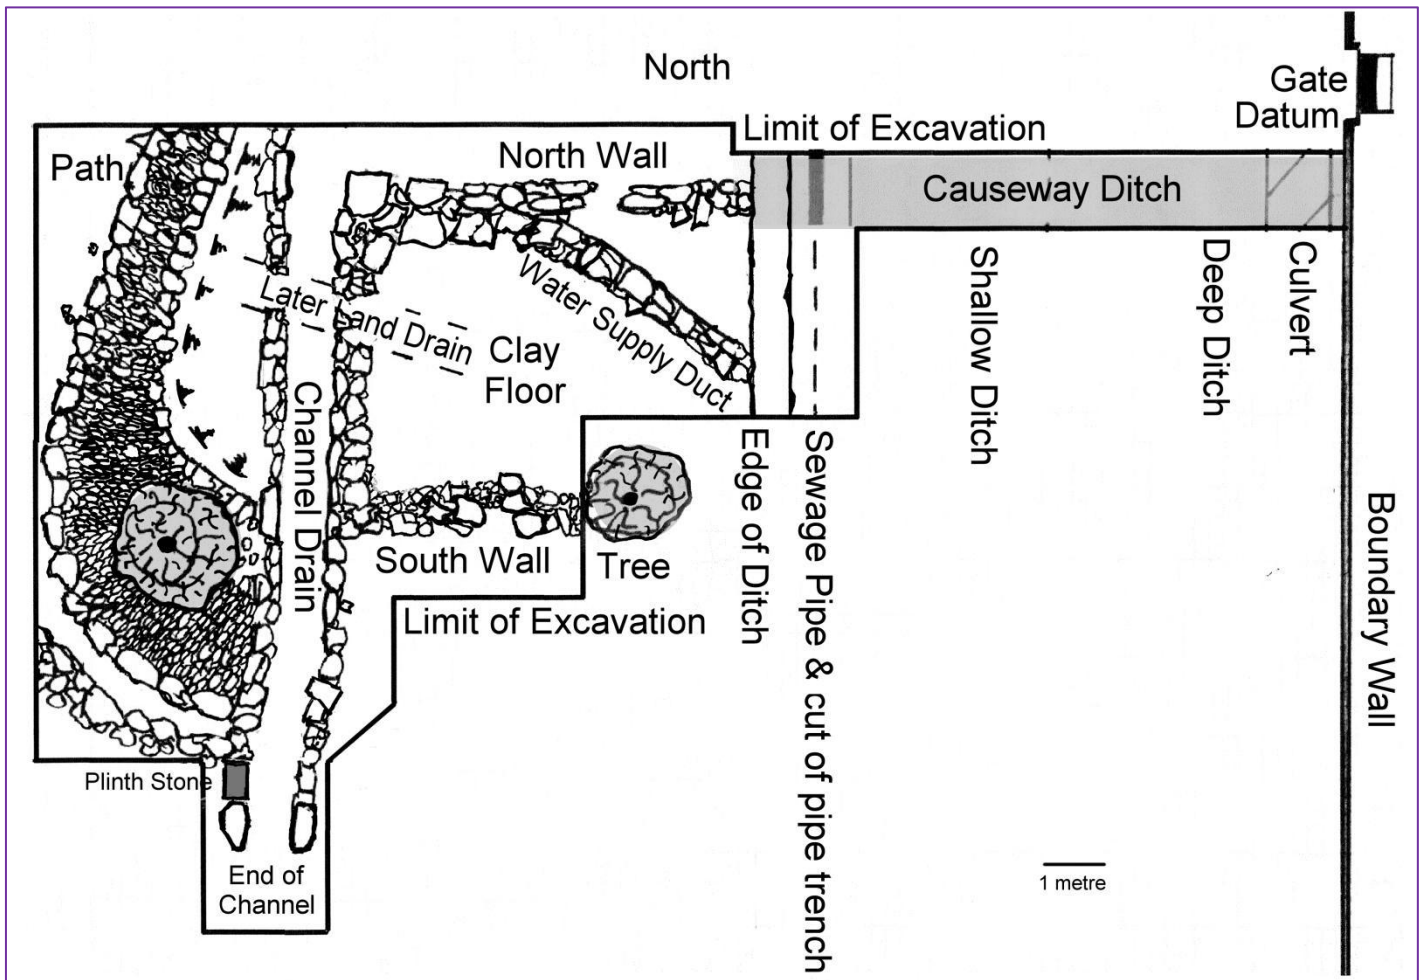 North
Gate
Datum
Limit of Excavation
Path
North Wall
Causeway Ditch
Water Supply Duct
Later Land Drain
Clay
Floor
Channel Drain
Shallow Ditch
Deep Ditch
Culvert
South Wall
Tree
Edge of Ditch
Sewage Pipe & cut of pipe trench
Boundary Wall
Limit of Excavation
Plinth Stone
End of
Channel
1 metre